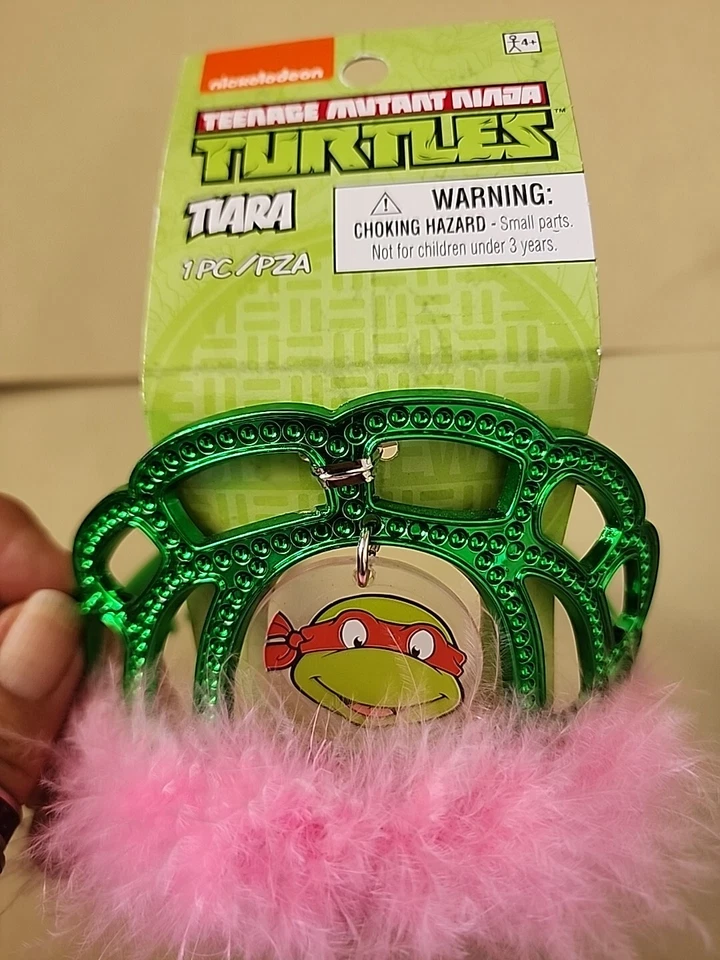 nickelodeon
4+
TEENAGE MUTANT NINJA
TURTLES™
TIARA
1 PC/PZA
WARNING:
CHOKING HAZARD - Small parts.
Not for children under 3 years.